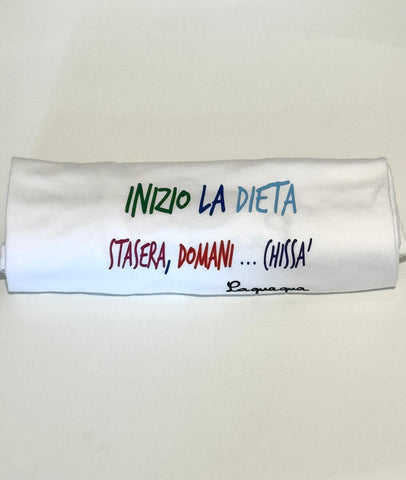 INIZIO LA DIETA
STASERA, DOMANI ... CHISSA'
Laquaqua